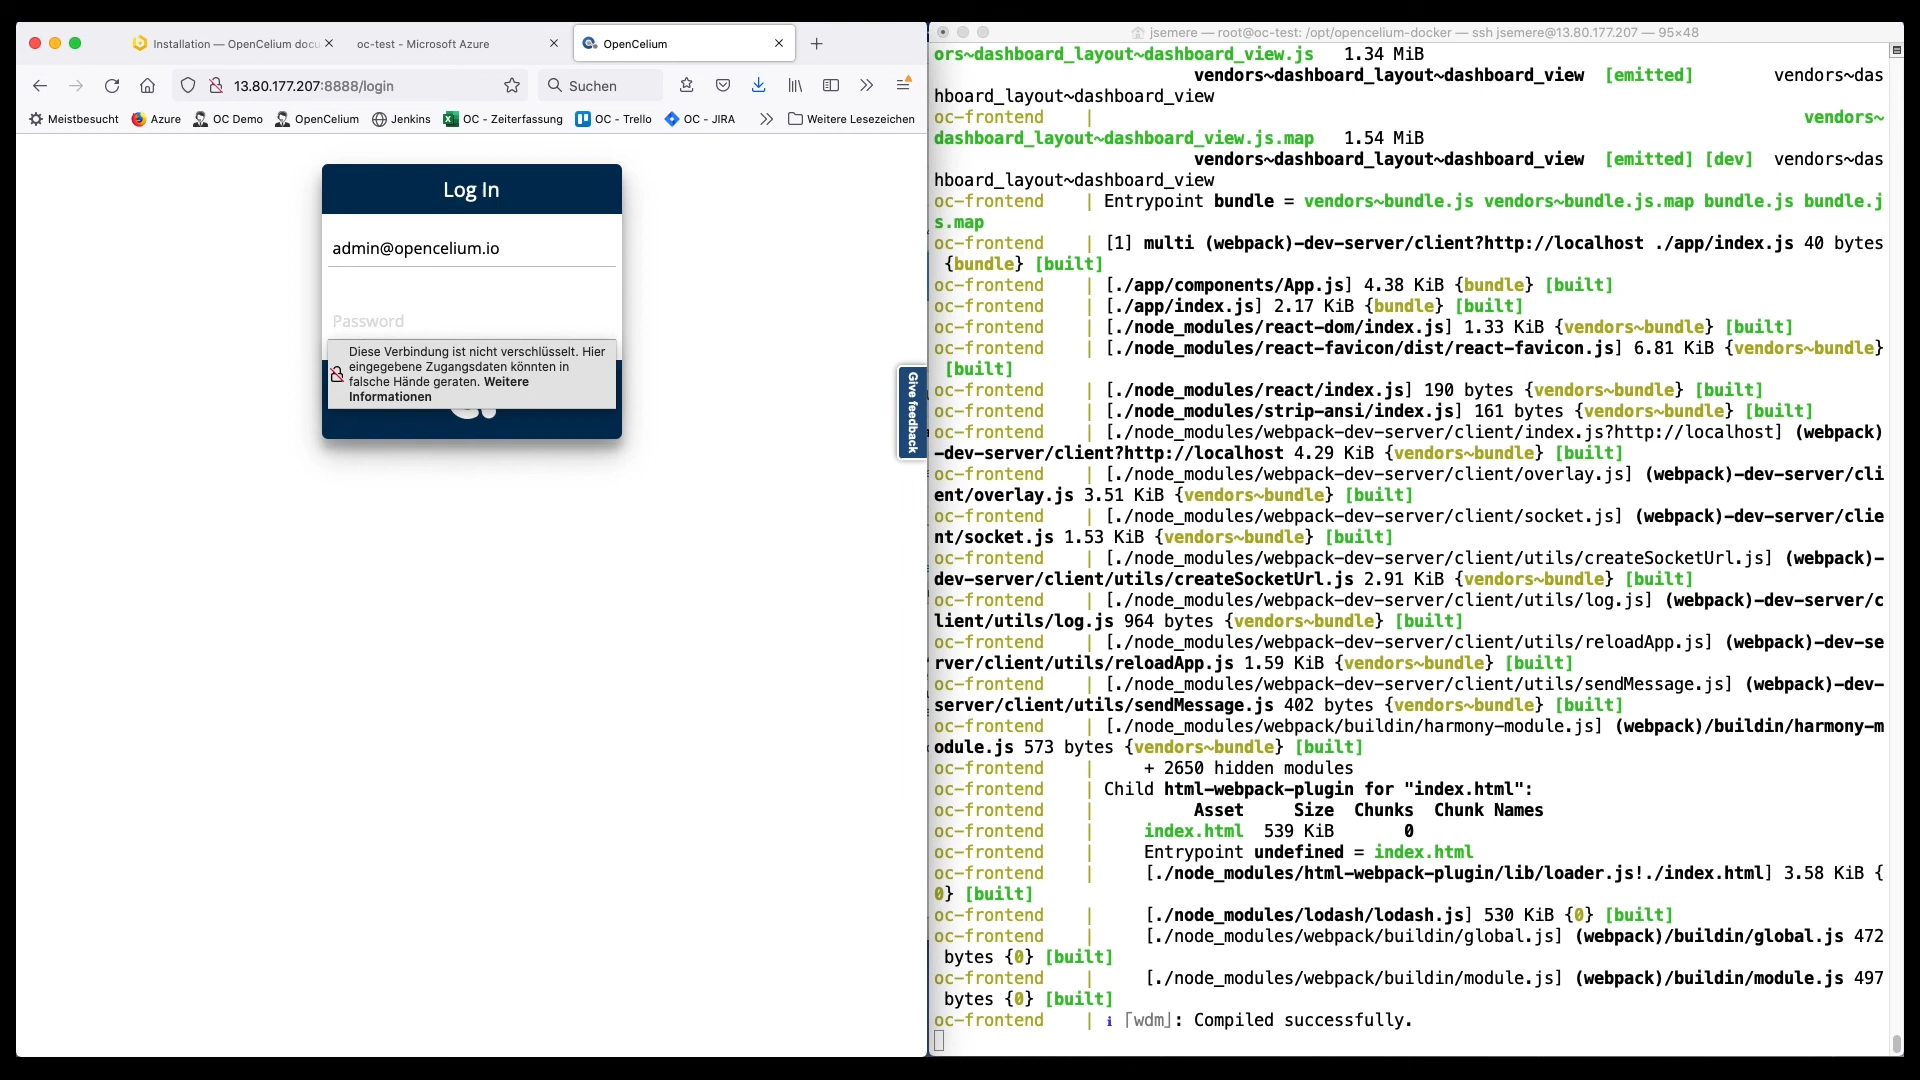 Installation — OpenCelium docu
oc-test - Microsoft Azure
OpenCelium
13.80.177.207:8888/login
Suchen
Meistbesucht
Azure
OC Demo
OpenCelium
Jenkins
OC - Zeiterfassung
OC - Trello
OC - JIRA
Weitere Lesezeichen
Log In
admin@opencelium.io
Password
Diese Verbindung ist nicht verschlüsselt. Hier
eingegebene Zugangsdaten könnten in
falsche Hände geraten. Weitere
Informationen
Give feedback
jsemere — root@oc-test: /opt/opencelium-docker — ssh jsemere@13.80.177.207 — 95×48
ors~dashboard_layout~dashboard_view.js 1.34 MiB
vendors~dashboard_layout~dashboard_view [emitted] vendors~das
hboard_layout~dashboard_view
oc-frontend | vendors~
dashboard_layout~dashboard_view.js.map 1.54 MiB
vendors~dashboard_layout~dashboard_view [emitted] [dev] vendors~das
hboard_layout~dashboard_view
oc-frontend | Entrypoint bundle = vendors~bundle.js vendors~bundle.js.map bundle.js bundle.j
s.map
oc-frontend | [1] multi (webpack)-dev-server/client?http://localhost ./app/index.js 40 bytes
{bundle} [built]
oc-frontend | [./app/components/App.js] 4.38 KiB {bundle} [built]
oc-frontend | [./app/index.js] 2.17 KiB {bundle} [built]
oc-frontend | [./node_modules/react-dom/index.js] 1.33 KiB {vendors~bundle} [built]
oc-frontend | [./node_modules/react-favicon/dist/react-favicon.js] 6.81 KiB {vendors~bundle}
[built]
oc-frontend | [./node_modules/react/index.js] 190 bytes {vendors~bundle} [built]
oc-frontend | [./node_modules/strip-ansi/index.js] 161 bytes {vendors~bundle} [built]
oc-frontend | [./node_modules/webpack-dev-server/client/index.js?http://localhost] (webpack)
-dev-server/client?http://localhost 4.29 KiB {vendors~bundle} [built]
oc-frontend | [./node_modules/webpack-dev-server/client/overlay.js] (webpack)-dev-server/cli
ent/overlay.js 3.51 KiB {vendors~bundle} [built]
oc-frontend | [./node_modules/webpack-dev-server/client/socket.js] (webpack)-dev-server/clie
nt/socket.js 1.53 KiB {vendors~bundle} [built]
oc-frontend | [./node_modules/webpack-dev-server/client/utils/createSocketUrl.js] (webpack)-
dev-server/client/utils/createSocketUrl.js 2.91 KiB {vendors~bundle} [built]
oc-frontend | [./node_modules/webpack-dev-server/client/utils/log.js] (webpack)-dev-server/c
lient/utils/log.js 964 bytes {vendors~bundle} [built]
oc-frontend | [./node_modules/webpack-dev-server/client/utils/reloadApp.js] (webpack)-dev-se
rver/client/utils/reloadApp.js 1.59 KiB {vendors~bundle} [built]
oc-frontend | [./node_modules/webpack-dev-server/client/utils/sendMessage.js] (webpack)-dev-
server/client/utils/sendMessage.js 402 bytes {vendors~bundle} [built]
oc-frontend | [./node_modules/webpack/buildin/harmony-module.js] (webpack)/buildin/harmony-m
odule.js 573 bytes {vendors~bundle} [built]
oc-frontend | + 2650 hidden modules
oc-frontend | Child html-webpack-plugin for "index.html":
oc-frontend | Asset Size Chunks Chunk Names
oc-frontend | index.html 539 KiB 0
oc-frontend | Entrypoint undefined = index.html
oc-frontend | [./node_modules/html-webpack-plugin/lib/loader.js!./index.html] 3.58 KiB {
0} [built]
oc-frontend | [./node_modules/lodash/lodash.js] 530 KiB {0} [built]
oc-frontend | [./node_modules/webpack/buildin/global.js] (webpack)/buildin/global.js 472
bytes {0} [built]
oc-frontend | [./node_modules/webpack/buildin/module.js] (webpack)/buildin/module.js 497
bytes {0} [built]
oc-frontend | ℹ ｢wdm｣: Compiled successfully.